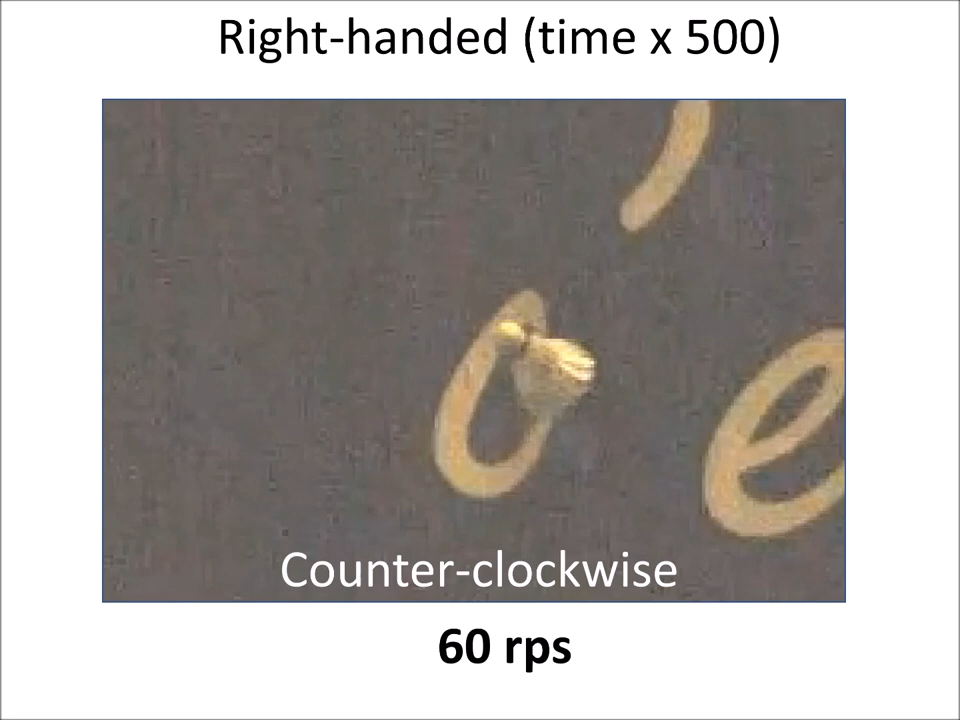 Right-handed (time x 500)
o e
Counter-clockwise
60 rps